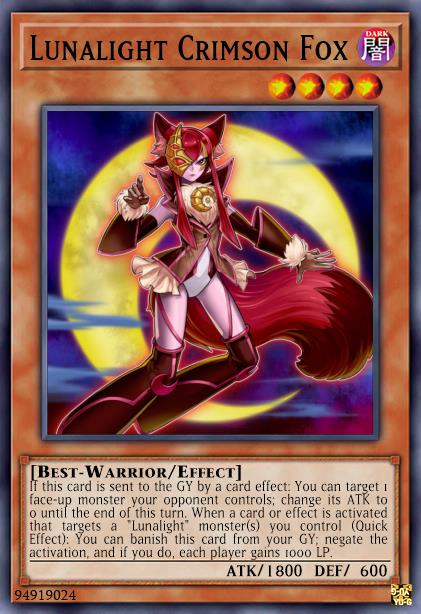 Lunalight Crimson Fox
DARK
闇
[Best-Warrior/Effect]
If this card is sent to the GY by a card effect: You can target 1
face-up monster your opponent controls; change its ATK to
0 until the end of this turn. When a card or effect is activated
that targets a "Lunalight" monster(s) you control (Quick
Effect): You can banish this card from your GY; negate the
activation, and if you do, each player gains 1000 LP.
ATK/1800 DEF/ 600
94919024